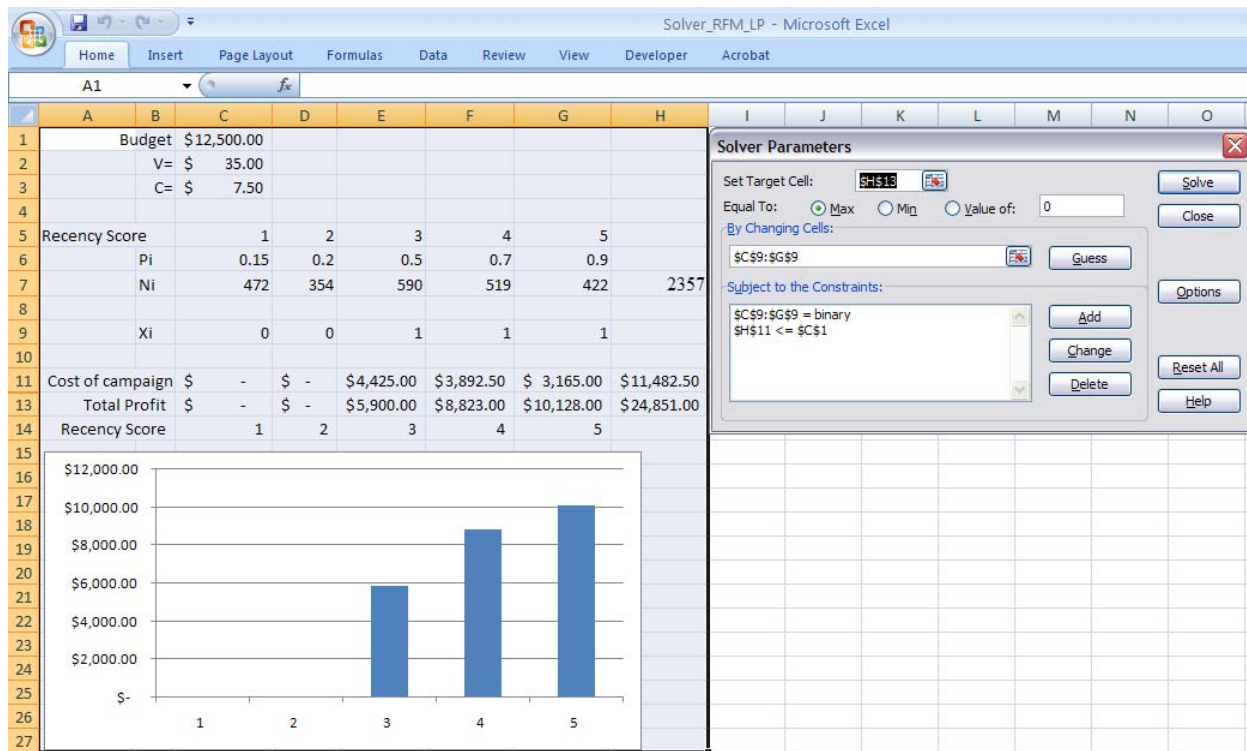 Solver_RFM_LP - Microsoft Excel
Home Insert Page Layout Formulas Data Review View Developer Acrobat
A1 fx
A B C D E F G H I J K L M N O
1 Budget $12,500.00
2 V= $ 35.00
3 C= $ 7.50
4
5 Recency Score 1 2 3 4 5
6 Pi 0.15 0.2 0.5 0.7 0.9
7 Ni 472 354 590 519 422 2357
8
9 Xi 0 0 1 1 1
10
11 Cost of campaign $ - $ - $4,425.00 $3,892.50 $ 3,165.00 $11,482.50
13 Total Profit $ - $ - $5,900.00 $8,823.00 $10,128.00 $24,851.00
14 Recency Score 1 2 3 4 5
15
16
17
18
19
20
21
22
23
24
25
26
27
$12,000.00
$10,000.00
$8,000.00
$6,000.00
$4,000.00
$2,000.00
$-
1 2 3 4 5
Solver Parameters
Set Target Cell: $H$13 Solve
Equal To: Max Min Value of: 0 Close
By Changing Cells:
$C$9:$G$9 Guess
Subject to the Constraints: Options
$C$9:$G$9 = binary Add
$H$11 <= $C$1
Change
Reset All
Delete
Help